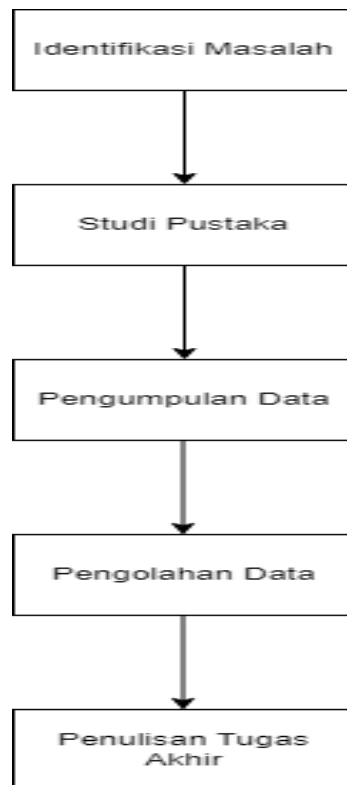 Identifikasi Masalah
Studi Pustaka
Pengumpulan Data
Pengolahan Data
Penulisan Tugas
Akhir